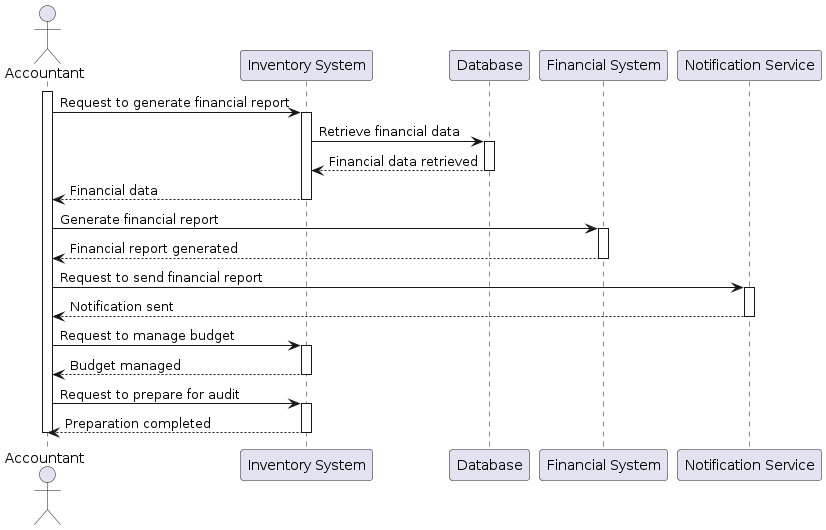 Accountant
Inventory System
Database
Financial System
Notification Service
Request to generate financial report
Retrieve financial data
Financial data retrieved
Financial data
Generate financial report
Financial report generated
Request to send financial report
Notification sent
Request to manage budget
Budget managed
Request to prepare for audit
Preparation completed
Accountant
Inventory System
Database
Financial System
Notification Service